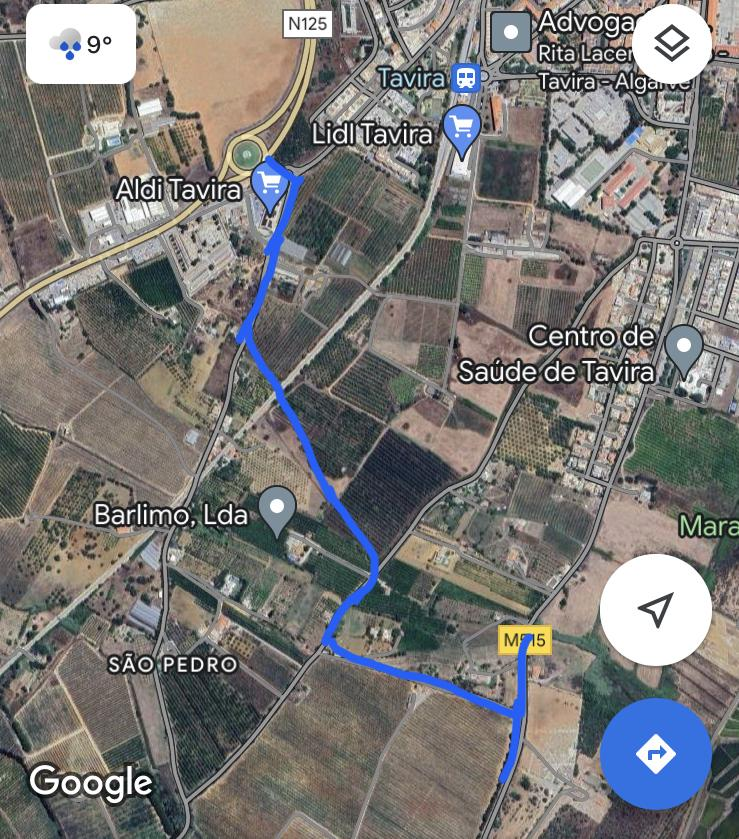 9°
N125
Advoga
Rita Lacer
Tavira - Algarve
Tavira
Lidl Tavira
Aldi Tavira
Centro de
Saúde de Tavira
Barlimo, Lda
Mara
M515
SÃO PEDRO
Google